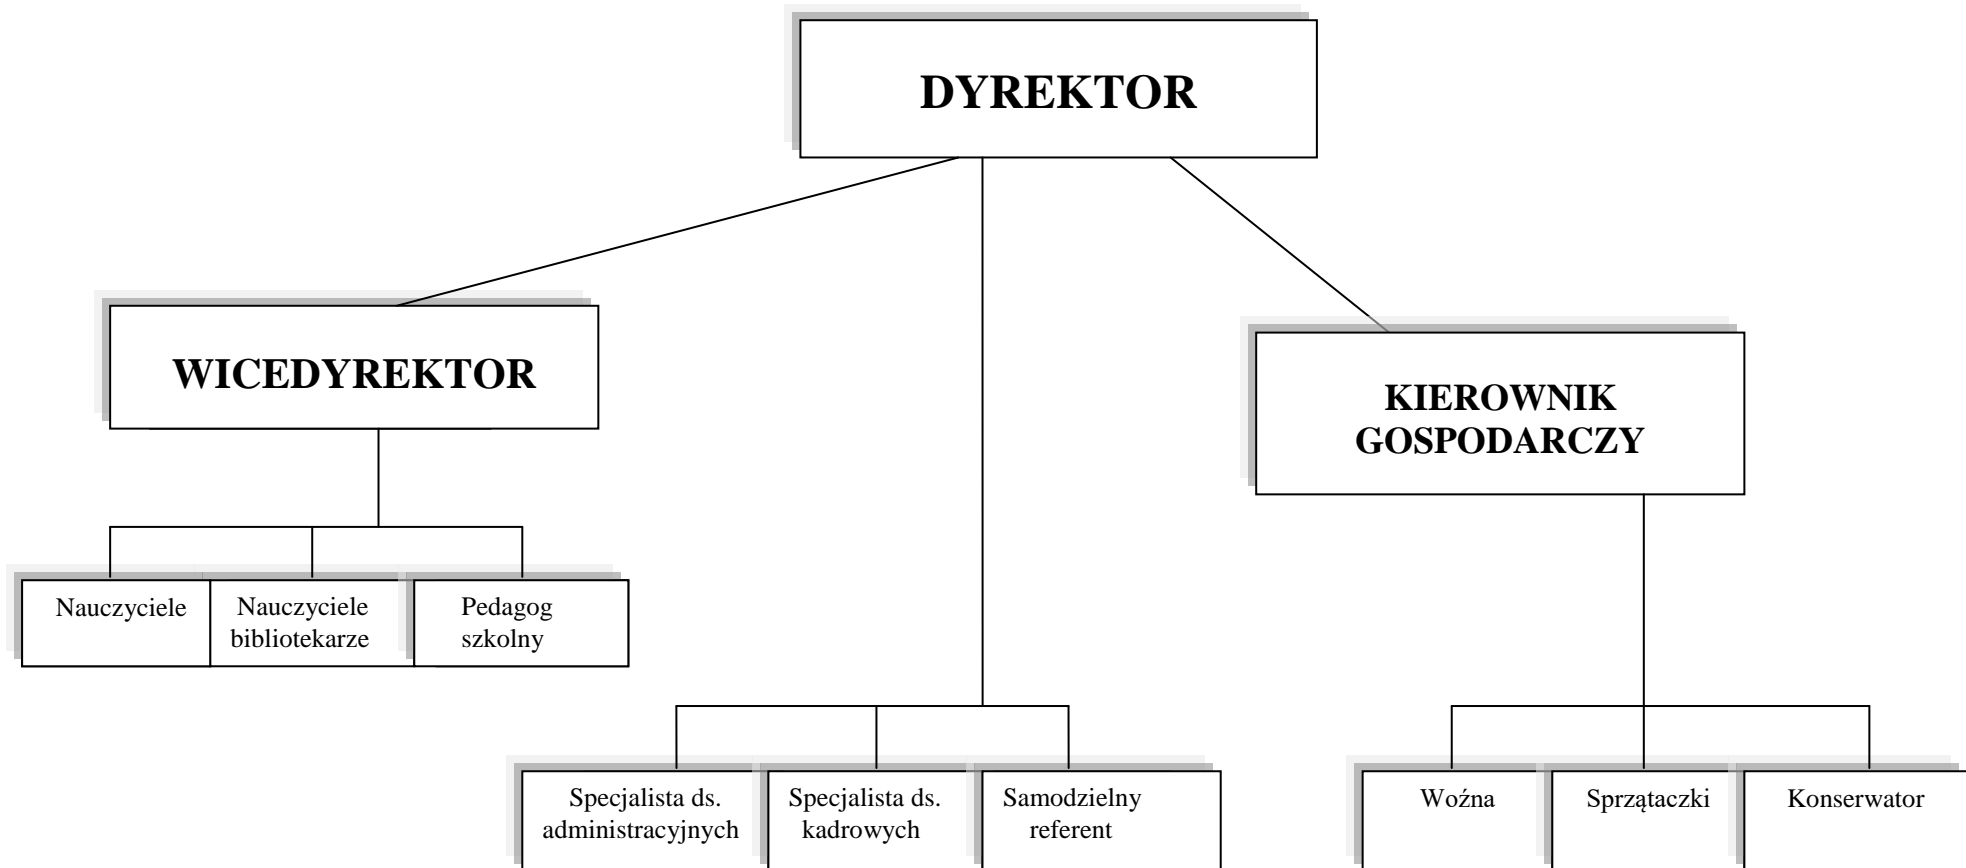 DYREKTOR
WICEDYREKTOR
KIEROWNIK
GOSPODARCZY
Nauczyciele
Nauczyciele
bibliotekarze
Pedagog
szkolny
Specjalista ds.
administracyjnych
Specjalista ds.
kadrowych
Samodzielny
referent
Woźna
Sprzątaczki
Konserwator